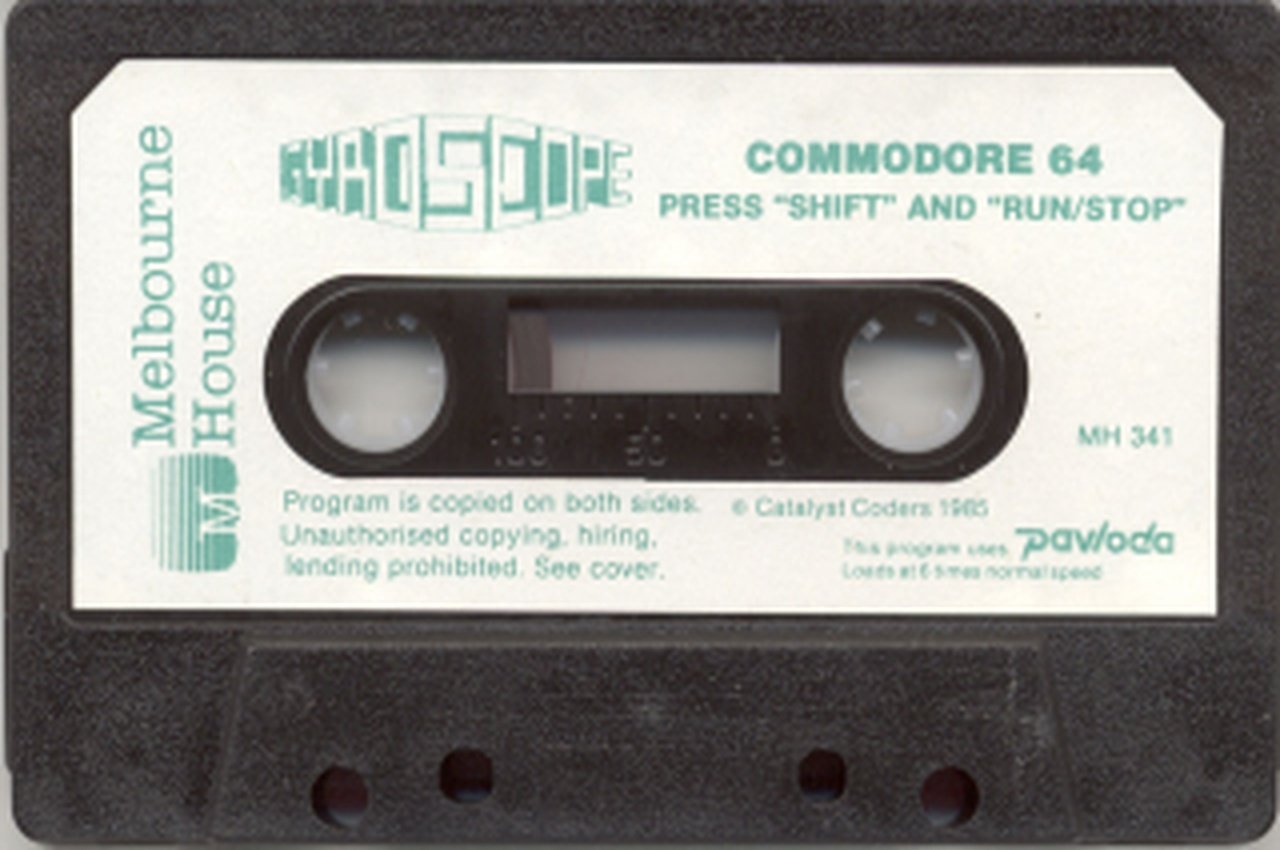 Melbourne
House
M
GYROSCOPE
COMMODORE 64
PRESS "SHIFT" AND "RUN/STOP"
100 50 0
MH 341
Program is copied on both sides.
Unauthorised copying, hiring,
lending prohibited. See cover.
© Catalyst Coders 1985
This program uses pavloda
Loads at 6 times normal speed